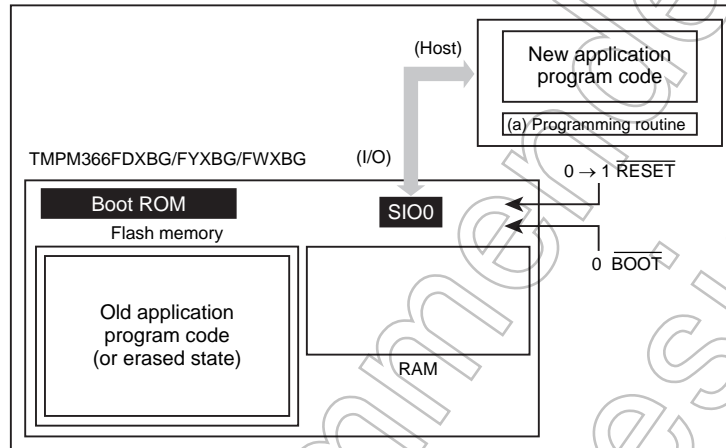 (Host)
New application
program code
(a) Programming routine
TMPM366FDXBG/FYXBG/FWXBG
(I/O)
0 → 1 RESET
Boot ROM
SIO0
Flash memory
0 BOOT
Old application
program code
(or erased state)
RAM